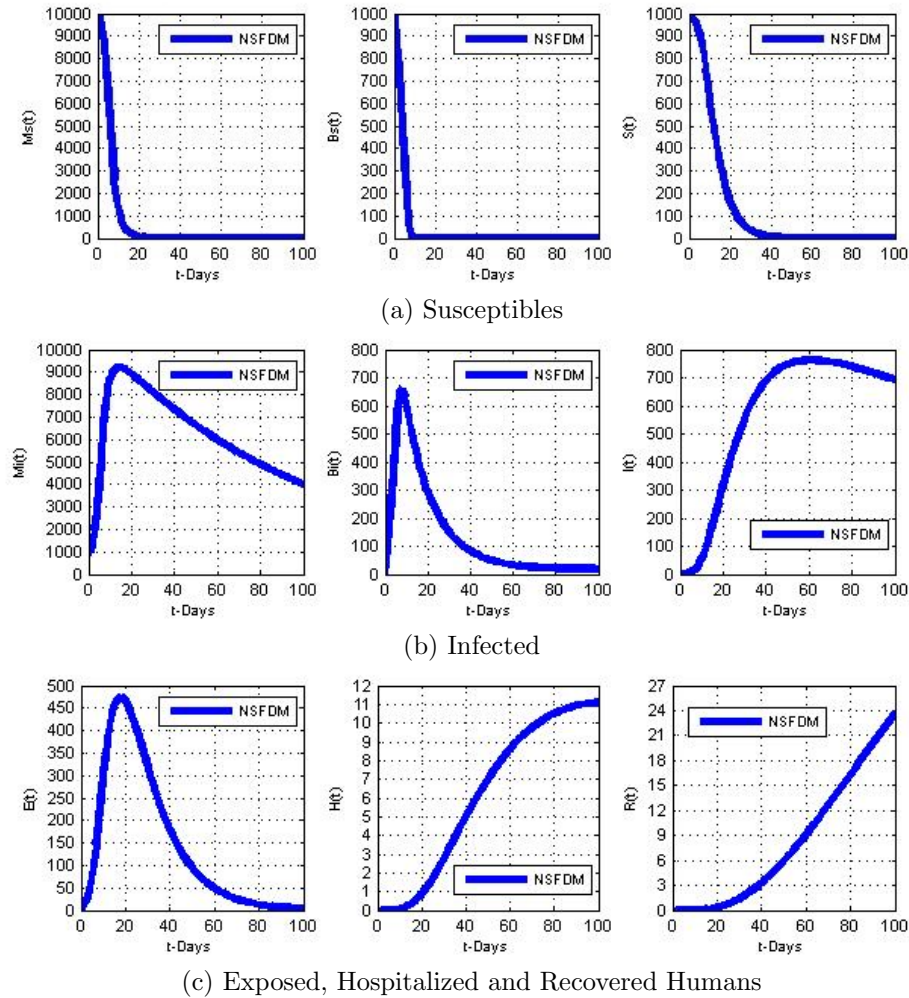 NSFDM
Ms(t)
10000
9000
8000
7000
6000
5000
4000
3000
2000
1000
0
0 20 40 60 80 100
t-Days
NSFDM
Bs(t)
1000
900
800
700
600
500
400
300
200
100
0
0 20 40 60 80 100
t-Days
NSFDM
S(t)
1000
900
800
700
600
500
400
300
200
100
0
0 20 40 60 80 100
t-Days
(a) Susceptibles
NSFDM
Mi(t)
10000
9000
8000
7000
6000
5000
4000
3000
2000
1000
0
0 20 40 60 80 100
t-Days
NSFDM
Bi(t)
800
700
600
500
400
300
200
100
0
0 20 40 60 80 100
t-Days
NSFDM
I(t)
800
700
600
500
400
300
200
100
0
0 20 40 60 80 100
t-Days
(b) Infected
NSFDM
E(t)
500
450
400
350
300
250
200
150
100
50
0
0 20 40 60 80 100
t-Days
NSFDM
H(t)
12
11
10
9
8
7
6
5
4
3
2
1
0
0 20 40 60 80 100
t-Days
NSFDM
R(t)
27
24
21
18
15
12
9
6
3
0
0 20 40 60 80 100
t-Days
(c) Exposed, Hospitalized and Recovered Humans